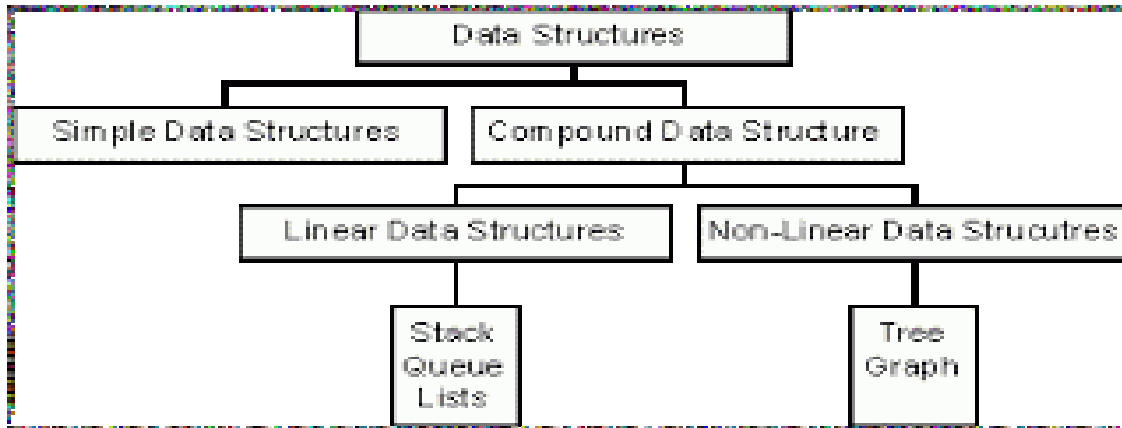 Data Structures
Simple Data Structures
Compound Data Structure
Linear Data Structures
Non-Linear Data Strucutres
Stack
Queue
Lists
Tree
Graph